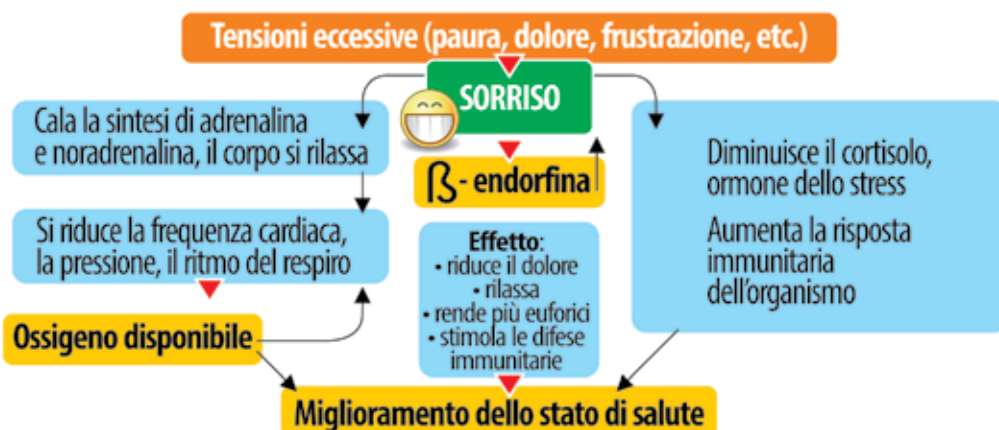 Tensioni eccessive (paura, dolore, frustrazione, etc.)
SORRISO
Cala la sintesi di adrenalina
e noradrenalina, il corpo si rilassa
Si riduce la frequenza cardiaca,
la pressione, il ritmo del respiro
Ossigeno disponibile
ß- endorfina
Effetto:
• riduce il dolore
• rilassa
• rende più euforici
• stimola le difese
immunitarie
Diminuisce il cortisolo,
ormone dello stress
Aumenta la risposta
immunitaria
dell'organismo
Miglioramento dello stato di salute